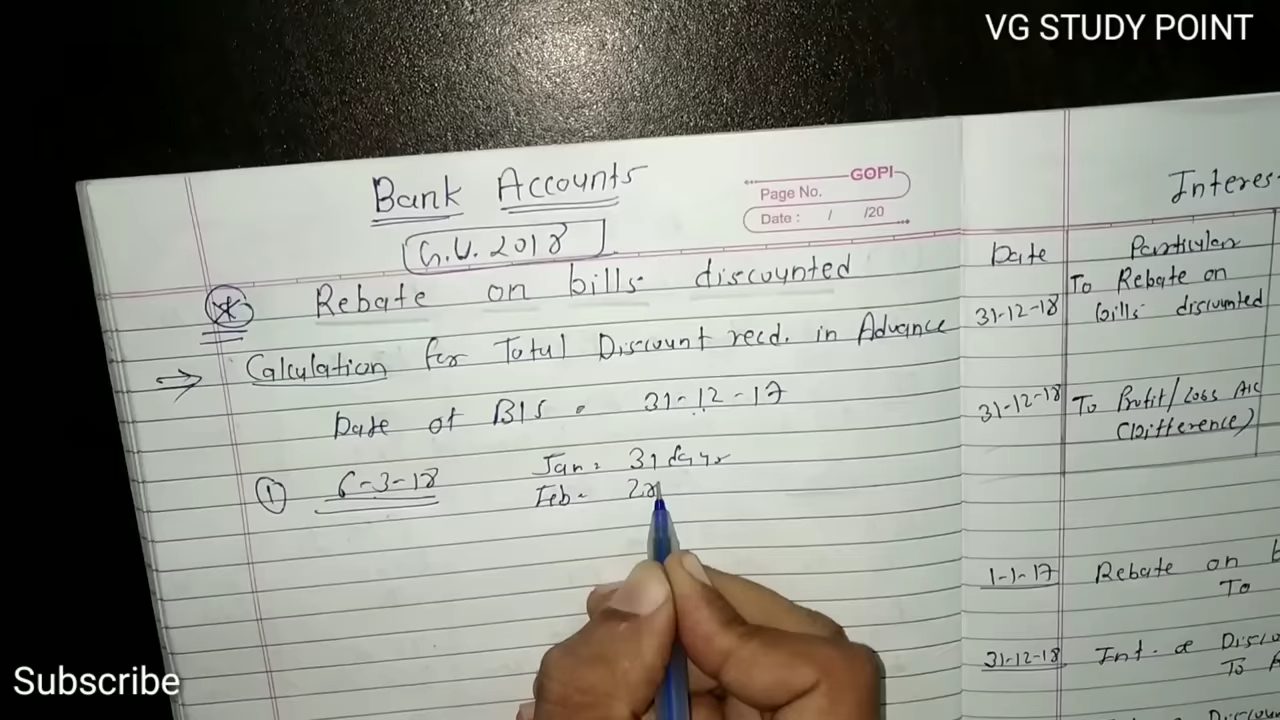 VG STUDY POINT
Bank Accounts
GOPI
Page No.
Date : / /20
G.U. 2018
Rebate on bills discounted
Calculation for Total Discount recd. in Advance
Date of B/S = 31-12-17
① 6-3-18 Jan = 31 days
Feb = 28
Interes
Date Particular
31-12-18 To Rebate on
bills discounted
31-12-18 To Profit/Loss A/c
(Difference)
1-1-17 Rebate on b
To
31-12-18 Int. & Discou
To A
Discoun
Subscribe